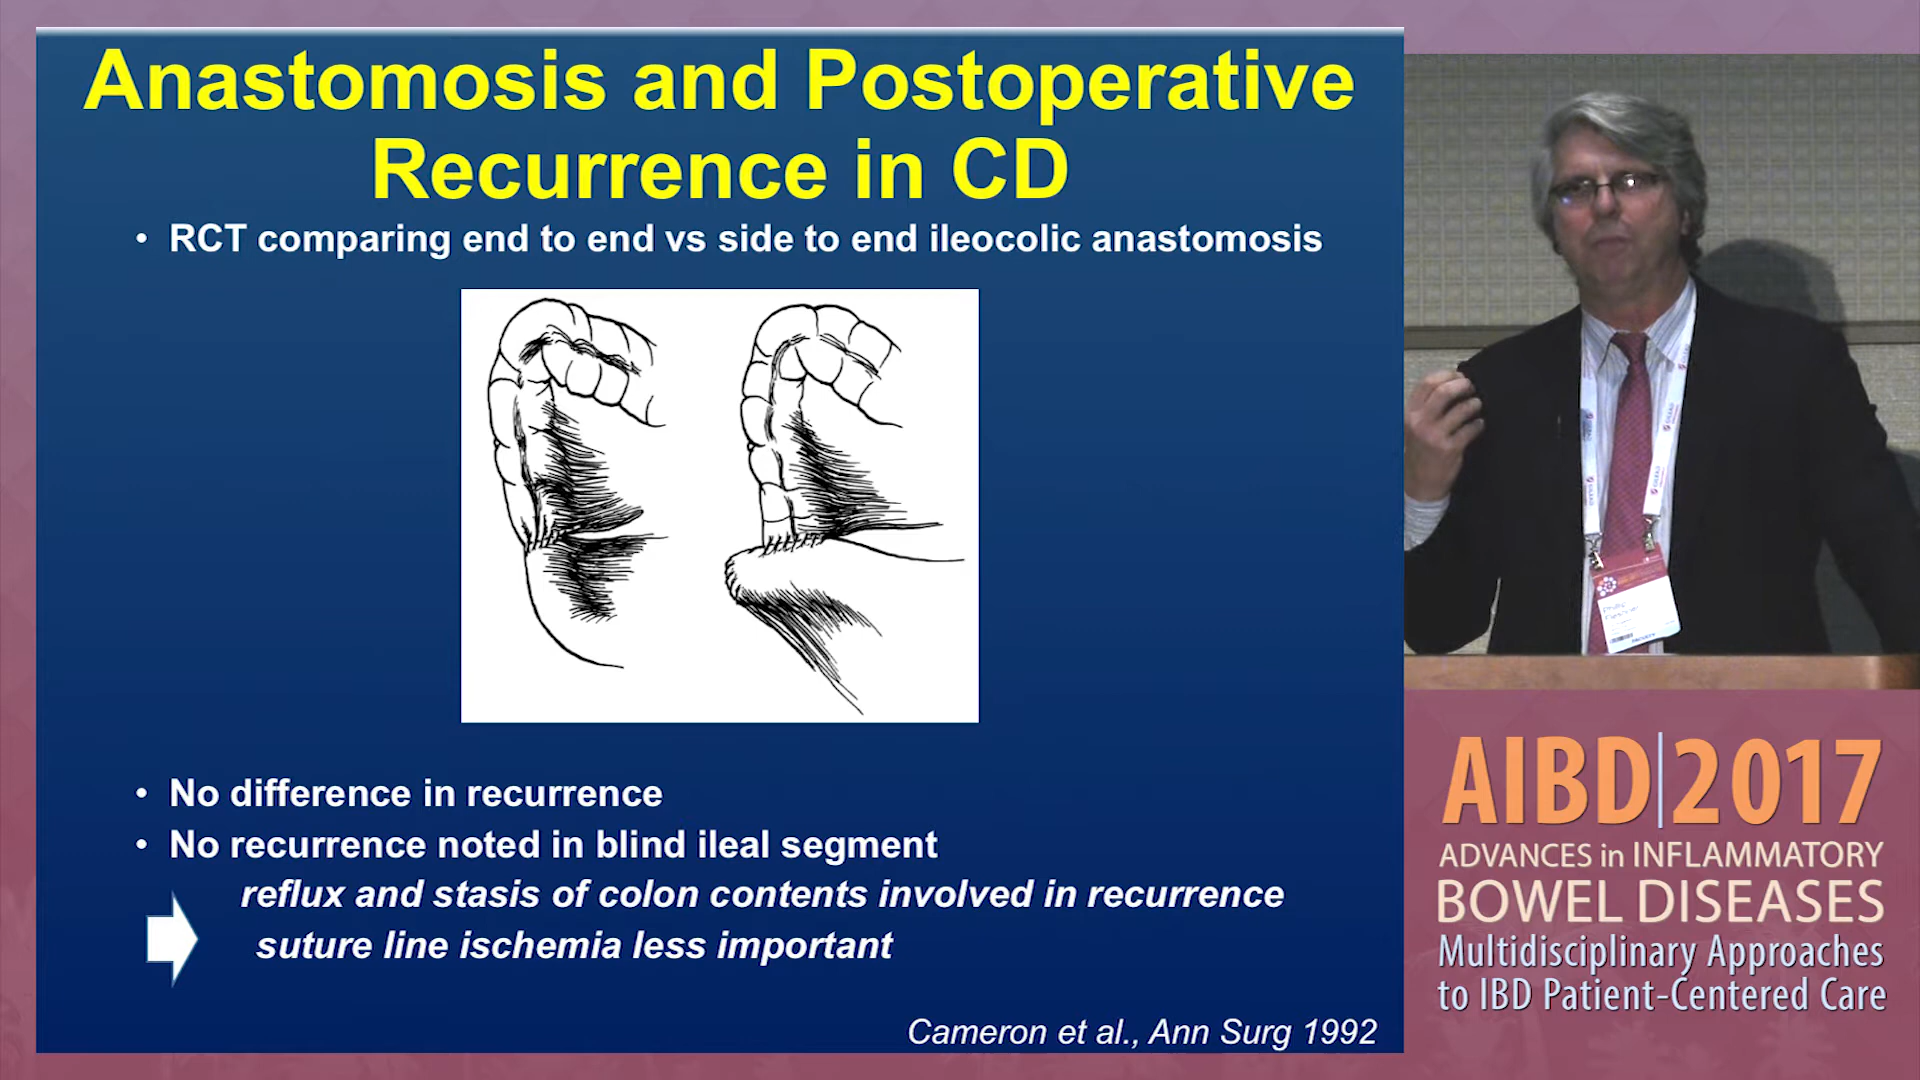 Anastomosis and Postoperative
Recurrence in CD
• RCT comparing end to end vs side to end ileocolic anastomosis
• No difference in recurrence
• No recurrence noted in blind ileal segment
reflux and stasis of colon contents involved in recurrence
suture line ischemia less important
Cameron et al., Ann Surg 1992
AIBD|2017
ADVANCES in INFLAMMATORY
BOWEL DISEASES
Multidisciplinary Approaches
to IBD Patient-Centered Care